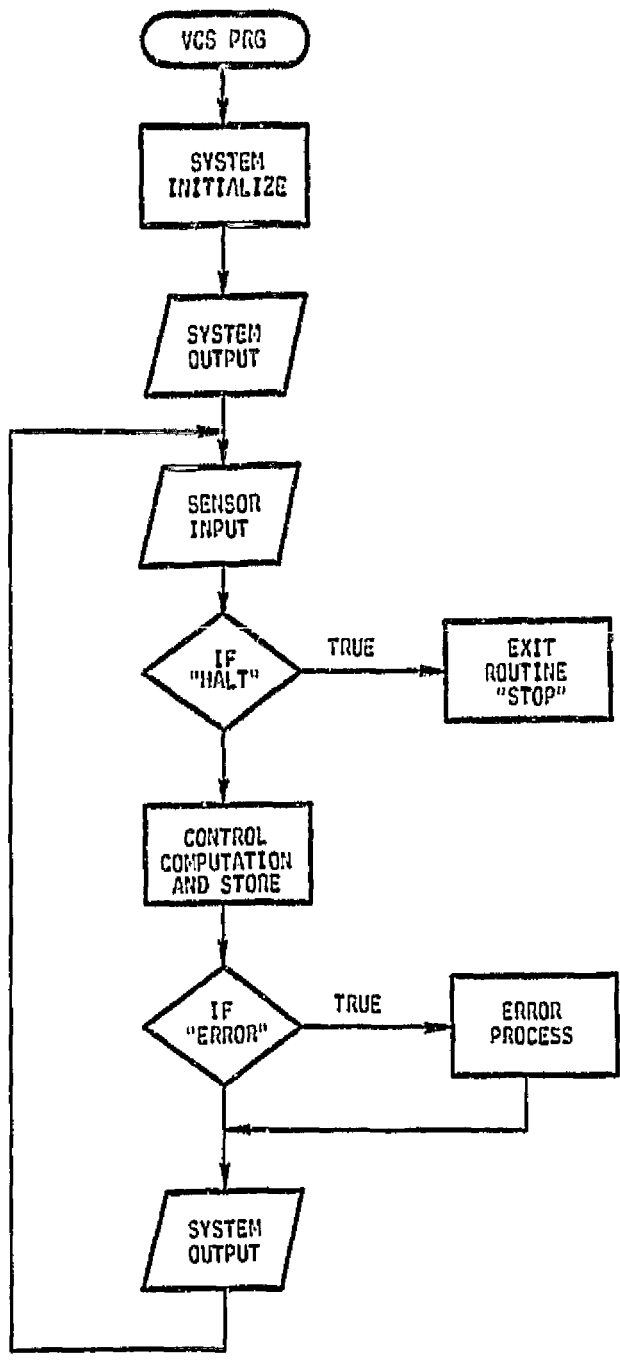 VCS PRG
SYSTEM
INITIALIZE
SYSTEM
OUTPUT
SENSOR
INPUT
IF
"HALT"
TRUE
EXIT
ROUTINE
"STOP"
CONTROL
COMPUTATION
AND STORE
IF
"ERROR"
TRUE
ERROR
PROCESS
SYSTEM
OUTPUT